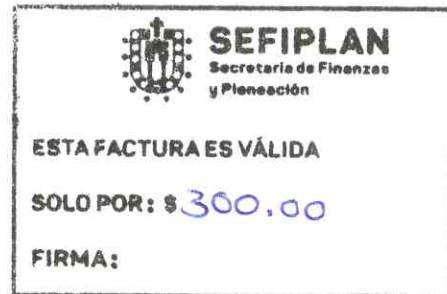 SEFIPLAN
Secretaría de Finanzas
y Planeación
ESTA FACTURA ES VÁLIDA
SOLO POR: $ 300.00
FIRMA: